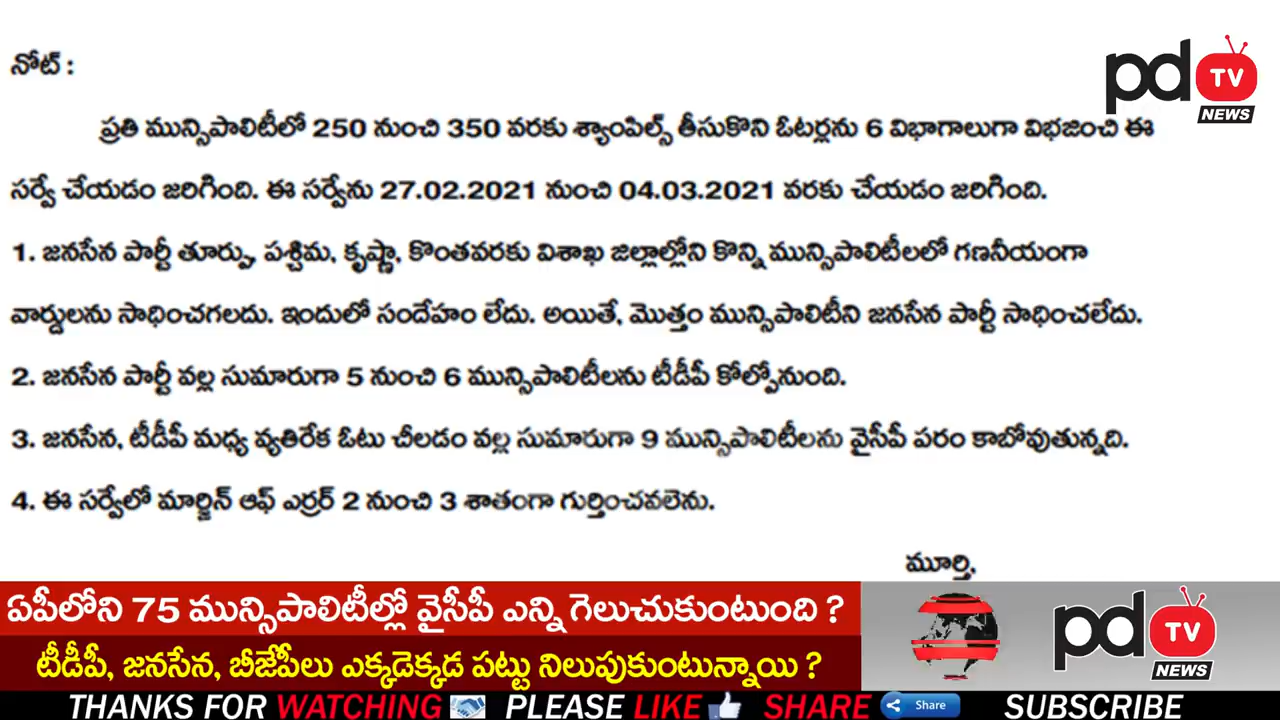 నోట్ :
pd TV NEWS
ప్రతి మున్సిపాలిటీలో 250 నుంచి 350 వరకు శ్యాంపిల్స్ తీసుకొని ఓటర్లను 6 విభాగాలుగా విభజించి ఈ
సర్వే చేయడం జరిగింది. ఈ సర్వేను 27.02.2021 నుంచి 04.03.2021 వరకు చేయడం జరిగింది.
1. జనసేన పార్టీ తూర్పు, పశ్చిమ, కృష్ణా, కొంతవరకు విశాఖ జిల్లాల్లోని కొన్ని మున్సిపాలిటీలలో గణనీయంగా
వార్డులను సాధించగలదు. ఇందులో సందేహం లేదు. అయితే, మొత్తం మున్సిపాలిటీని జనసేన పార్టీ సాధించలేదు.
2. జనసేన పార్టీ వల్ల సుమారుగా 5 నుంచి 6 మున్సిపాలిటీలను టీడీపీ కోల్పోనుంది.
3. జనసేన, టీడీపీ మధ్య వ్యతిరేక ఓటు చీలడం వల్ల సుమారుగా 9 మున్సిపాలిటీలను వైసీపీ పరం కాబోవుతున్నది.
4. ఈ సర్వేలో మార్జిన్ ఆఫ్ ఎర్రర్ 2 నుంచి 3 శాతంగా గుర్తించవలెను.
మూర్తి,
ఏపీలోని 75 మున్సిపాలిటీల్లో వైసీపీ ఎన్ని గెలుచుకుంటుంది ?
టీడీపీ, జనసేన, బీజేపీలు ఎక్కడెక్కడ పట్టు నిలుపుకుంటున్నాయి ?
pd TV NEWS
THANKS FOR WATCHING PLEASE LIKE SHARE Share SUBSCRIBE